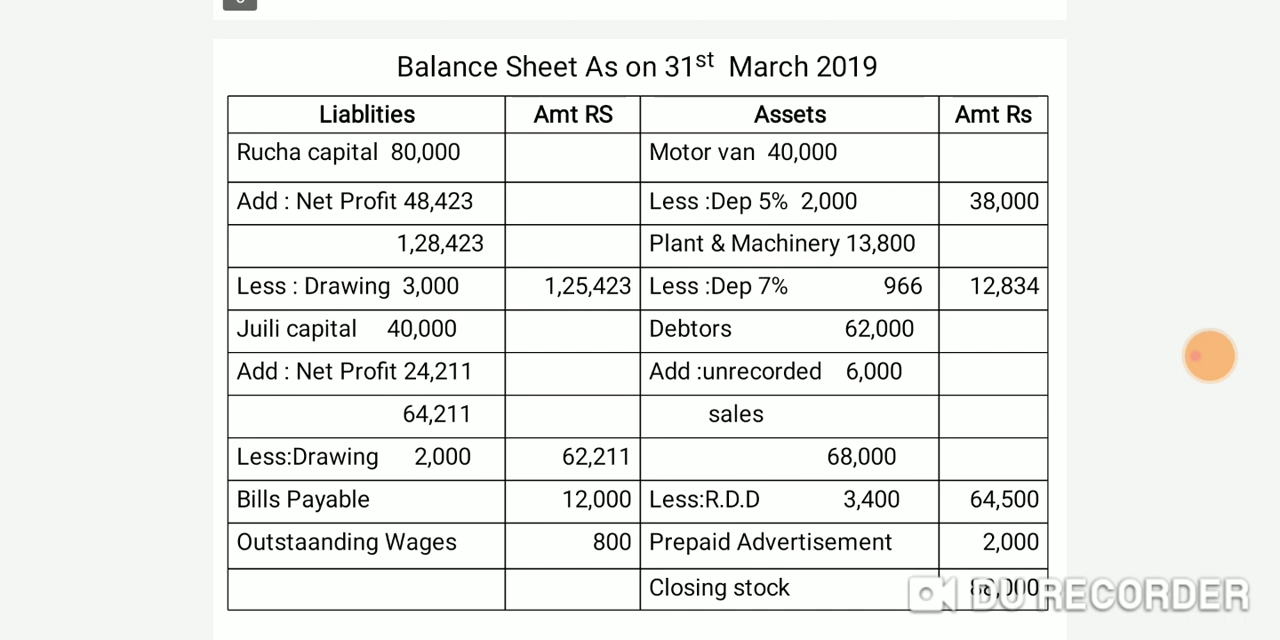 Balance Sheet As on 31st March 2019
Liablities Amt RS Assets Amt Rs
Rucha capital 80,000 Motor van 40,000
Add : Net Profit 48,423 Less :Dep 5% 2,000 38,000
1,28,423 Plant & Machinery 13,800
Less : Drawing 3,000 1,25,423 Less :Dep 7% 966 12,834
Juili capital 40,000 Debtors 62,000
Add : Net Profit 24,211 Add :unrecorded 6,000
64,211 sales
Less:Drawing 2,000 62,211 68,000
Bills Payable 12,000 Less:R.D.D 3,400 64,500
Outstaanding Wages 800 Prepaid Advertisement 2,000
Closing stock
DU RECORDER